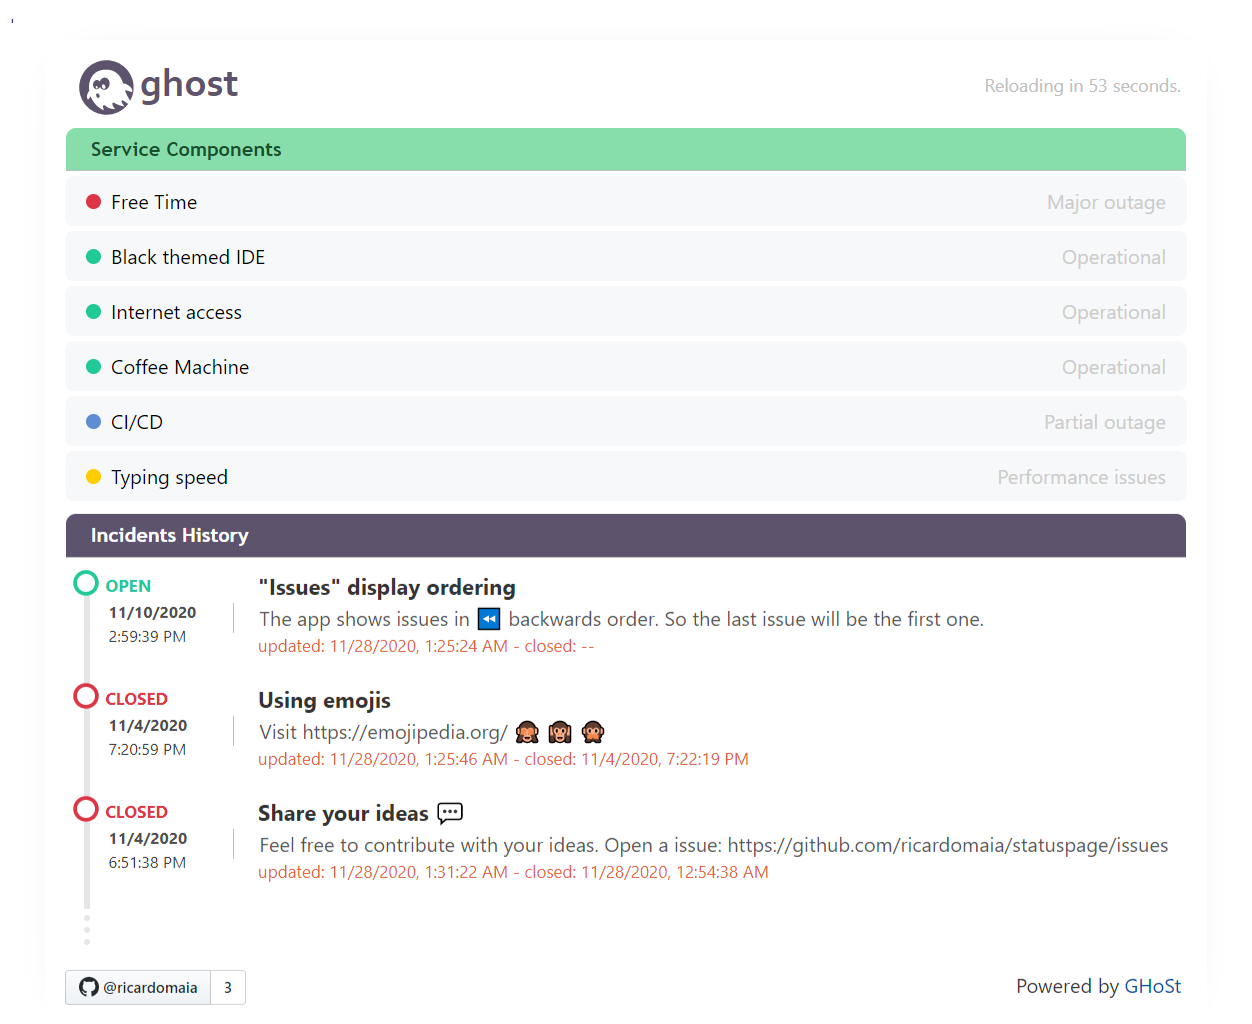 ghost
Reloading in 53 seconds.
Service Components
Free Time Major outage
Black themed IDE Operational
Internet access Operational
Coffee Machine Operational
CI/CD Partial outage
Typing speed Performance issues
Incidents History
OPEN
11/10/2020
2:59:39 PM
"Issues" display ordering
The app shows issues in ⏪ backwards order. So the last issue will be the first one.
updated: 11/28/2020, 1:25:24 AM - closed: --
CLOSED
11/4/2020
7:20:59 PM
Using emojis
Visit https://emojipedia.org/ 🙈 🙉 🙊
updated: 11/28/2020, 1:25:46 AM - closed: 11/4/2020, 7:22:19 PM
CLOSED
11/4/2020
6:51:38 PM
Share your ideas 💬
Feel free to contribute with your ideas. Open a issue: https://github.com/ricardomaia/statuspage/issues
updated: 11/28/2020, 1:31:22 AM - closed: 11/28/2020, 12:54:38 AM
@ricardomaia 3
Powered by GHoSt